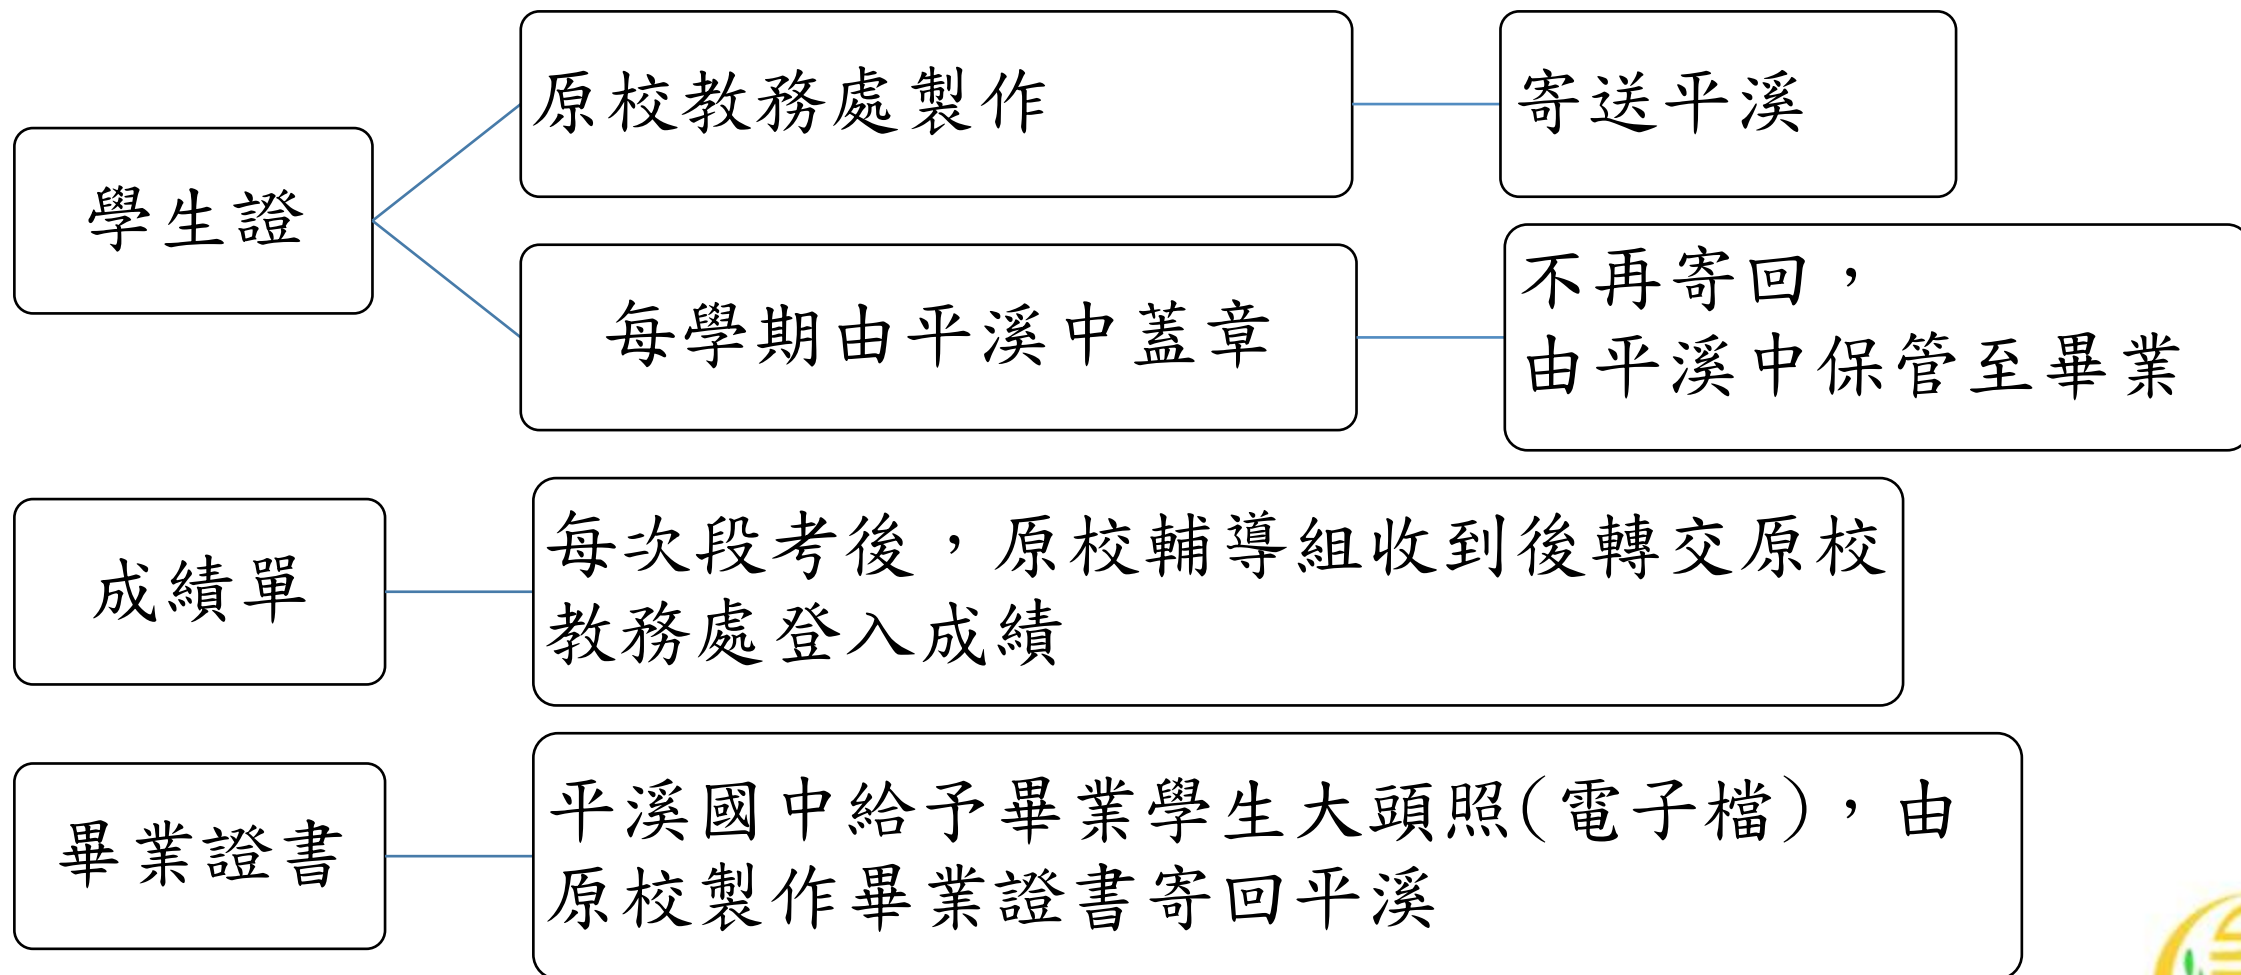 學生證
原校教務處製作
寄送平溪
每學期由平溪中蓋章
不再寄回，
由平溪中保管至畢業
成績單
每次段考後，原校輔導組收到後轉交原校
教務處登入成績
畢業證書
平溪國中給予畢業學生大頭照(電子檔)，由
原校製作畢業證書寄回平溪